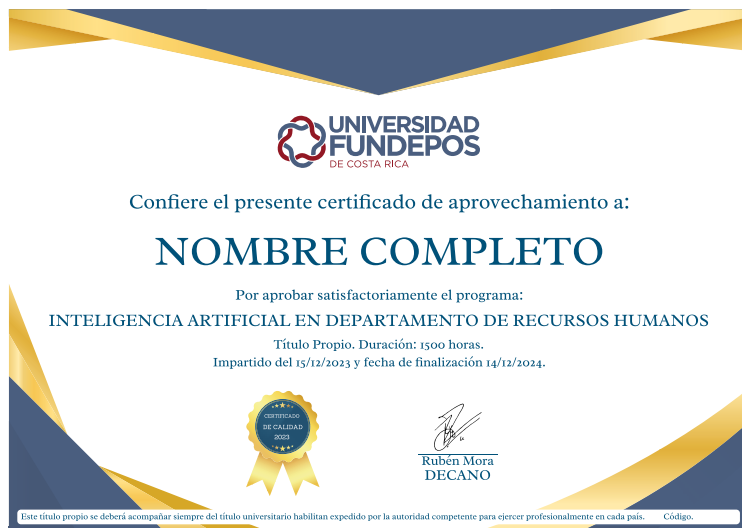 UNIVERSIDAD
FUNDEPOS
DE COSTA RICA
Confiere el presente certificado de aprovechamiento a:
NOMBRE COMPLETO
Por aprobar satisfactoriamente el programa:
INTELIGENCIA ARTIFICIAL EN DEPARTAMENTO DE RECURSOS HUMANOS
Título Propio. Duración: 1500 horas.
Impartido del 15/12/2023 y fecha de finalización 14/12/2024.
CERTIFICADO
DE CALIDAD
2023
Rubén Mora
DECANO
Este título propio se deberá acompañar siempre del título universitario habilitan expedido por la autoridad competente para ejercer profesionalmente en cada país. Código.